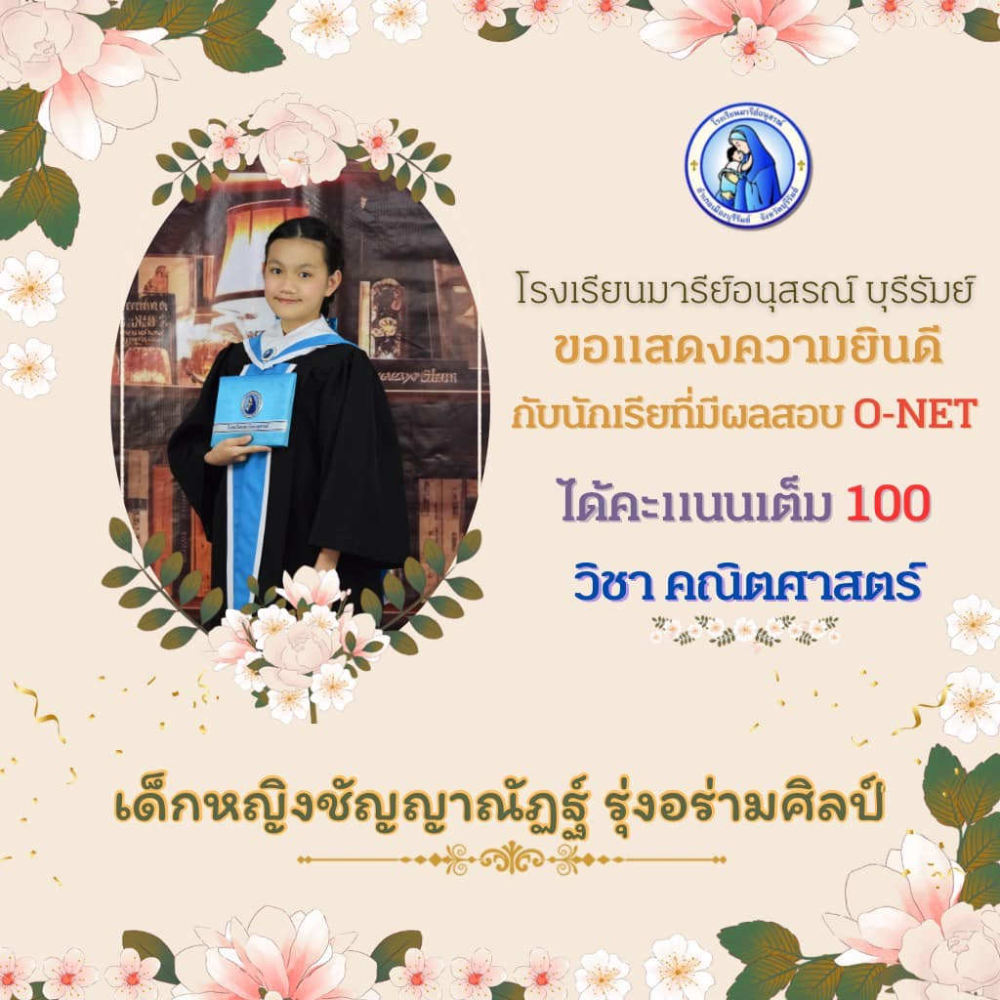 โรงเรียนมารีย์อนุสรณ์
อำเภอเมืองบุรีรัมย์ จังหวัดบุรีรัมย์
โรงเรียนมารีย์อนุสรณ์ บุรีรัมย์
ขอแสดงความยินดี
กับนักเรียที่มีผลสอบ O-NET
ได้คะแนนเต็ม 100
วิชา คณิตศาสตร์
เด็กหญิงชัญญาณัฏฐ์ รุ่งอร่ามศิลป์